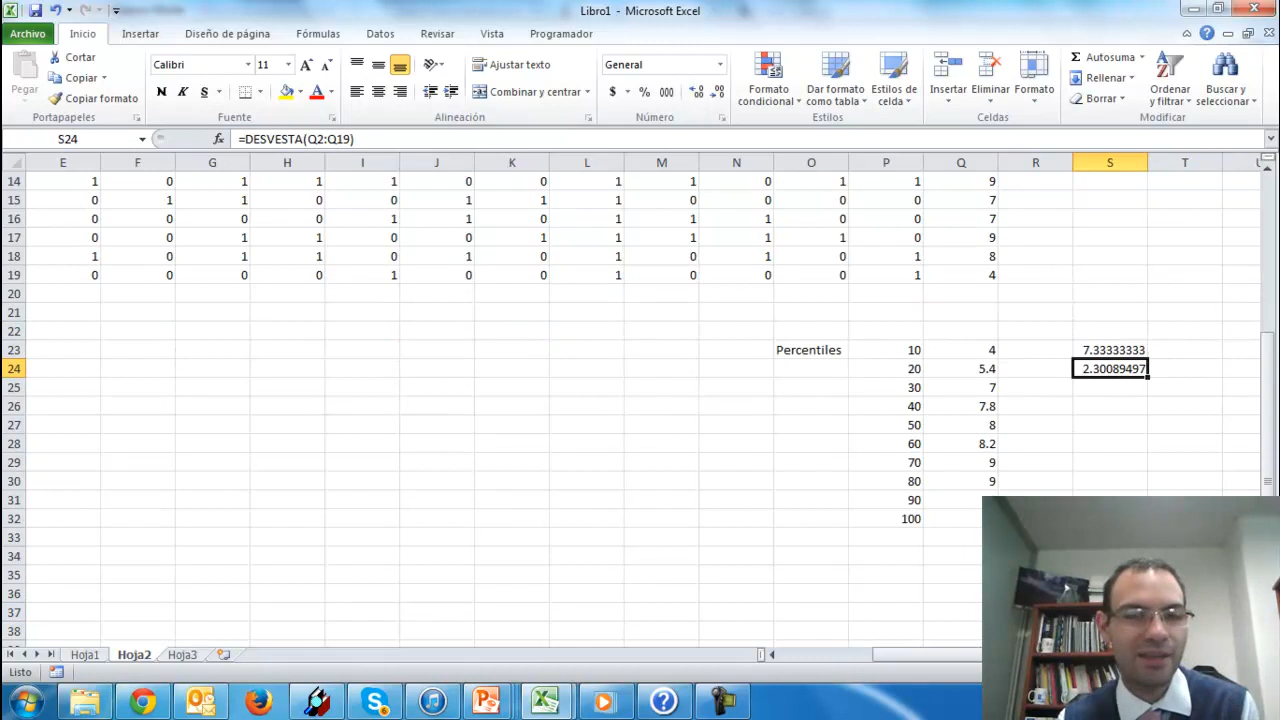 Libro1 - Microsoft Excel
Archivo Inicio Insertar Diseño de página Fórmulas Datos Revisar Vista Programador
Pegar Cortar Copiar Copiar formato
Portapapeles
Calibri 11
N K S
Fuente
Ajustar texto
Combinar y centrar
Alineación
General
$ % 000
Número
Formato condicional Dar formato como tabla Estilos de celda
Estilos
Insertar Eliminar Formato
Celdas
Autosuma Rellenar Borrar
Ordenar y filtrar Buscar y seleccionar
Modificar
S24 fx =DESVESTA(Q2:Q19)
E F G H I J K L M N O P Q R S T U
14 1 0 1 1 1 0 0 1 1 0 1 1 9
15 0 1 1 0 0 1 1 1 0 0 0 0 7
16 0 0 0 0 1 1 0 1 1 1 0 0 7
17 0 0 1 1 0 0 1 1 1 1 1 0 9
18 1 0 1 1 0 1 0 1 0 1 0 1 8
19 0 0 0 0 1 0 0 1 0 0 0 1 4
20
21
22
23 Percentiles 10 4 7.33333333
24 20 5.4 2.30089497
25 30 7
26 40 7.8
27 50 8
28 60 8.2
29 70 9
30 80 9
31 90
32 100
33
34
35
36
37
38
Hoja1 Hoja2 Hoja3
Listo